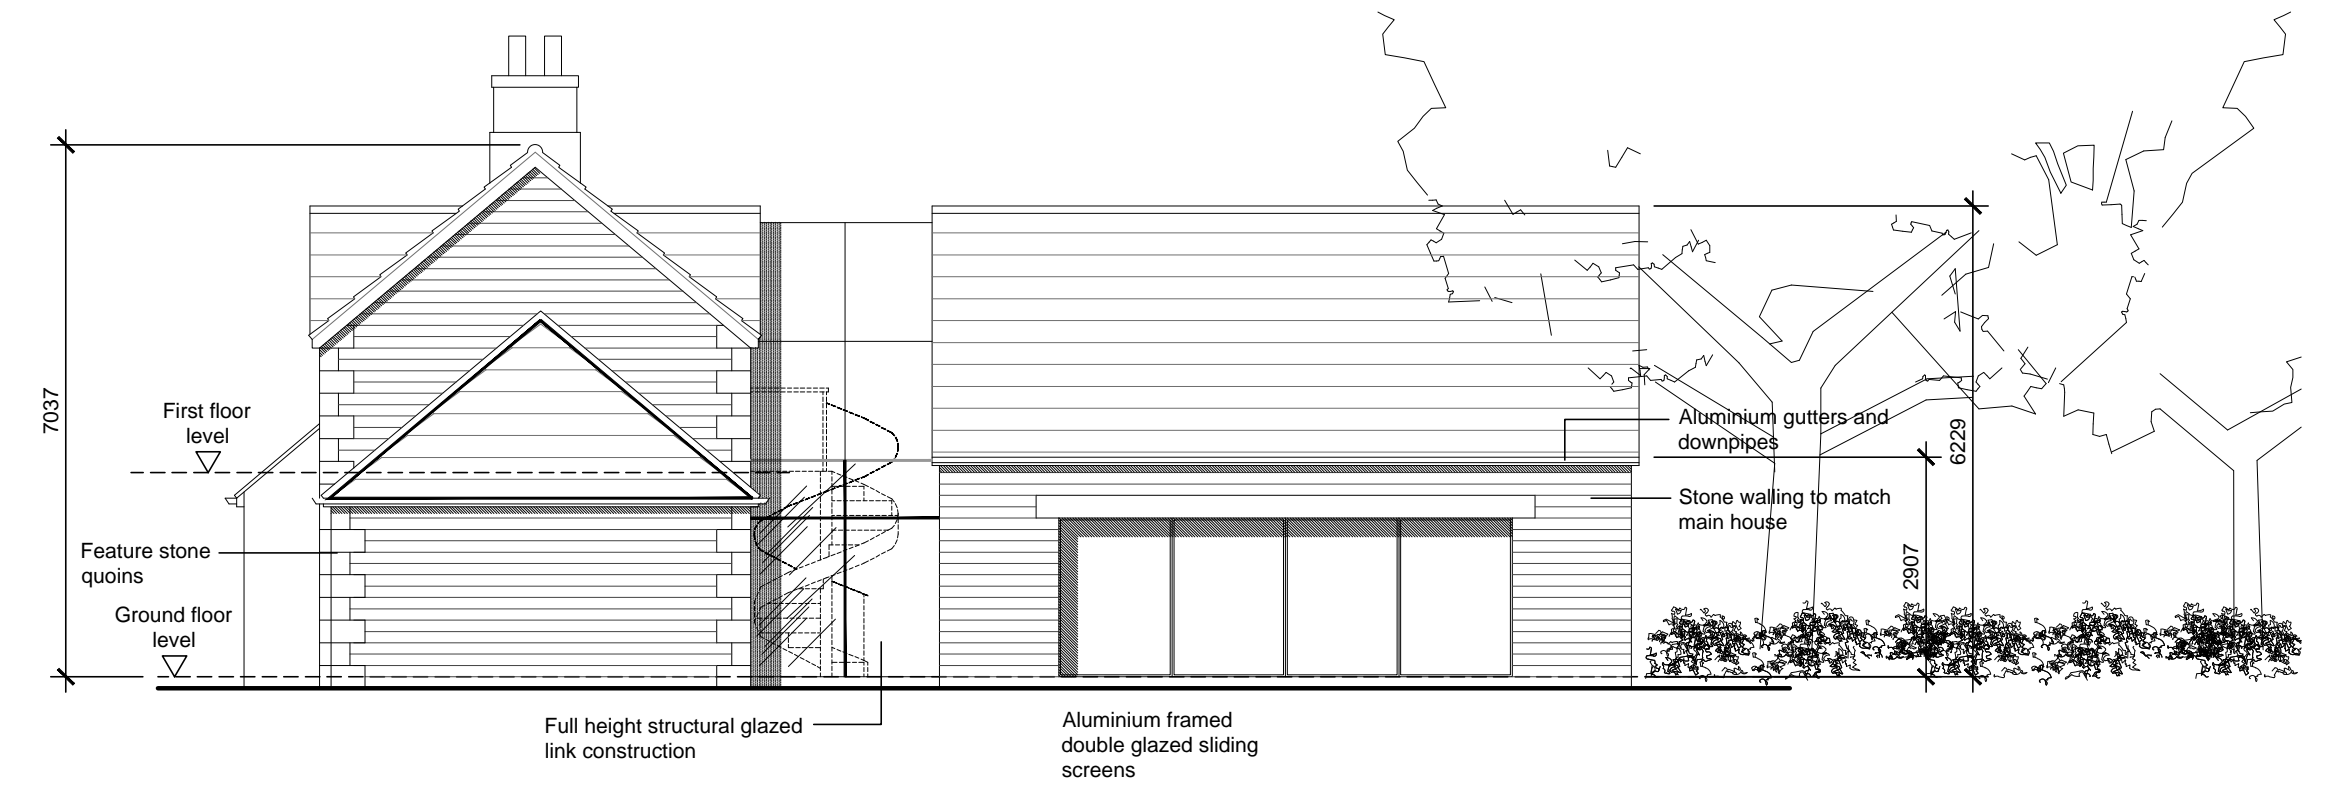 7037
First floor
level
Feature stone
quoins
Ground floor
level
Full height structural glazed
link construction
Aluminium framed
double glazed sliding
screens
Aluminium gutters and
downpipes
Stone walling to match
main house
2907
6229